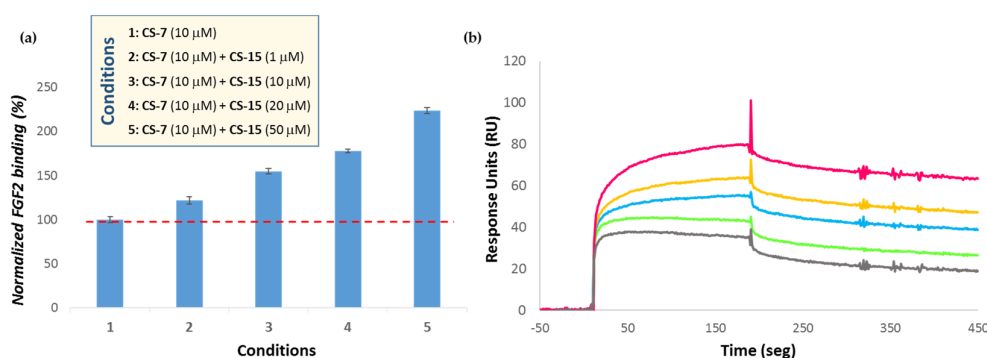 (a)
Conditions
1: CS-7 (10 μM)
2: CS-7 (10 μM) + CS-15 (1 μM)
3: CS-7 (10 μM) + CS-15 (10 μM)
4: CS-7 (10 μM) + CS-15 (20 μM)
5: CS-7 (10 μM) + CS-15 (50 μM)
Normalized FGF2 binding (%)
250
200
150
100
50
0
1 2 3 4 5
Conditions
(b)
Response Units (RU)
120
100
80
60
40
20
0
-50 50 150 250 350 450
Time (seg)